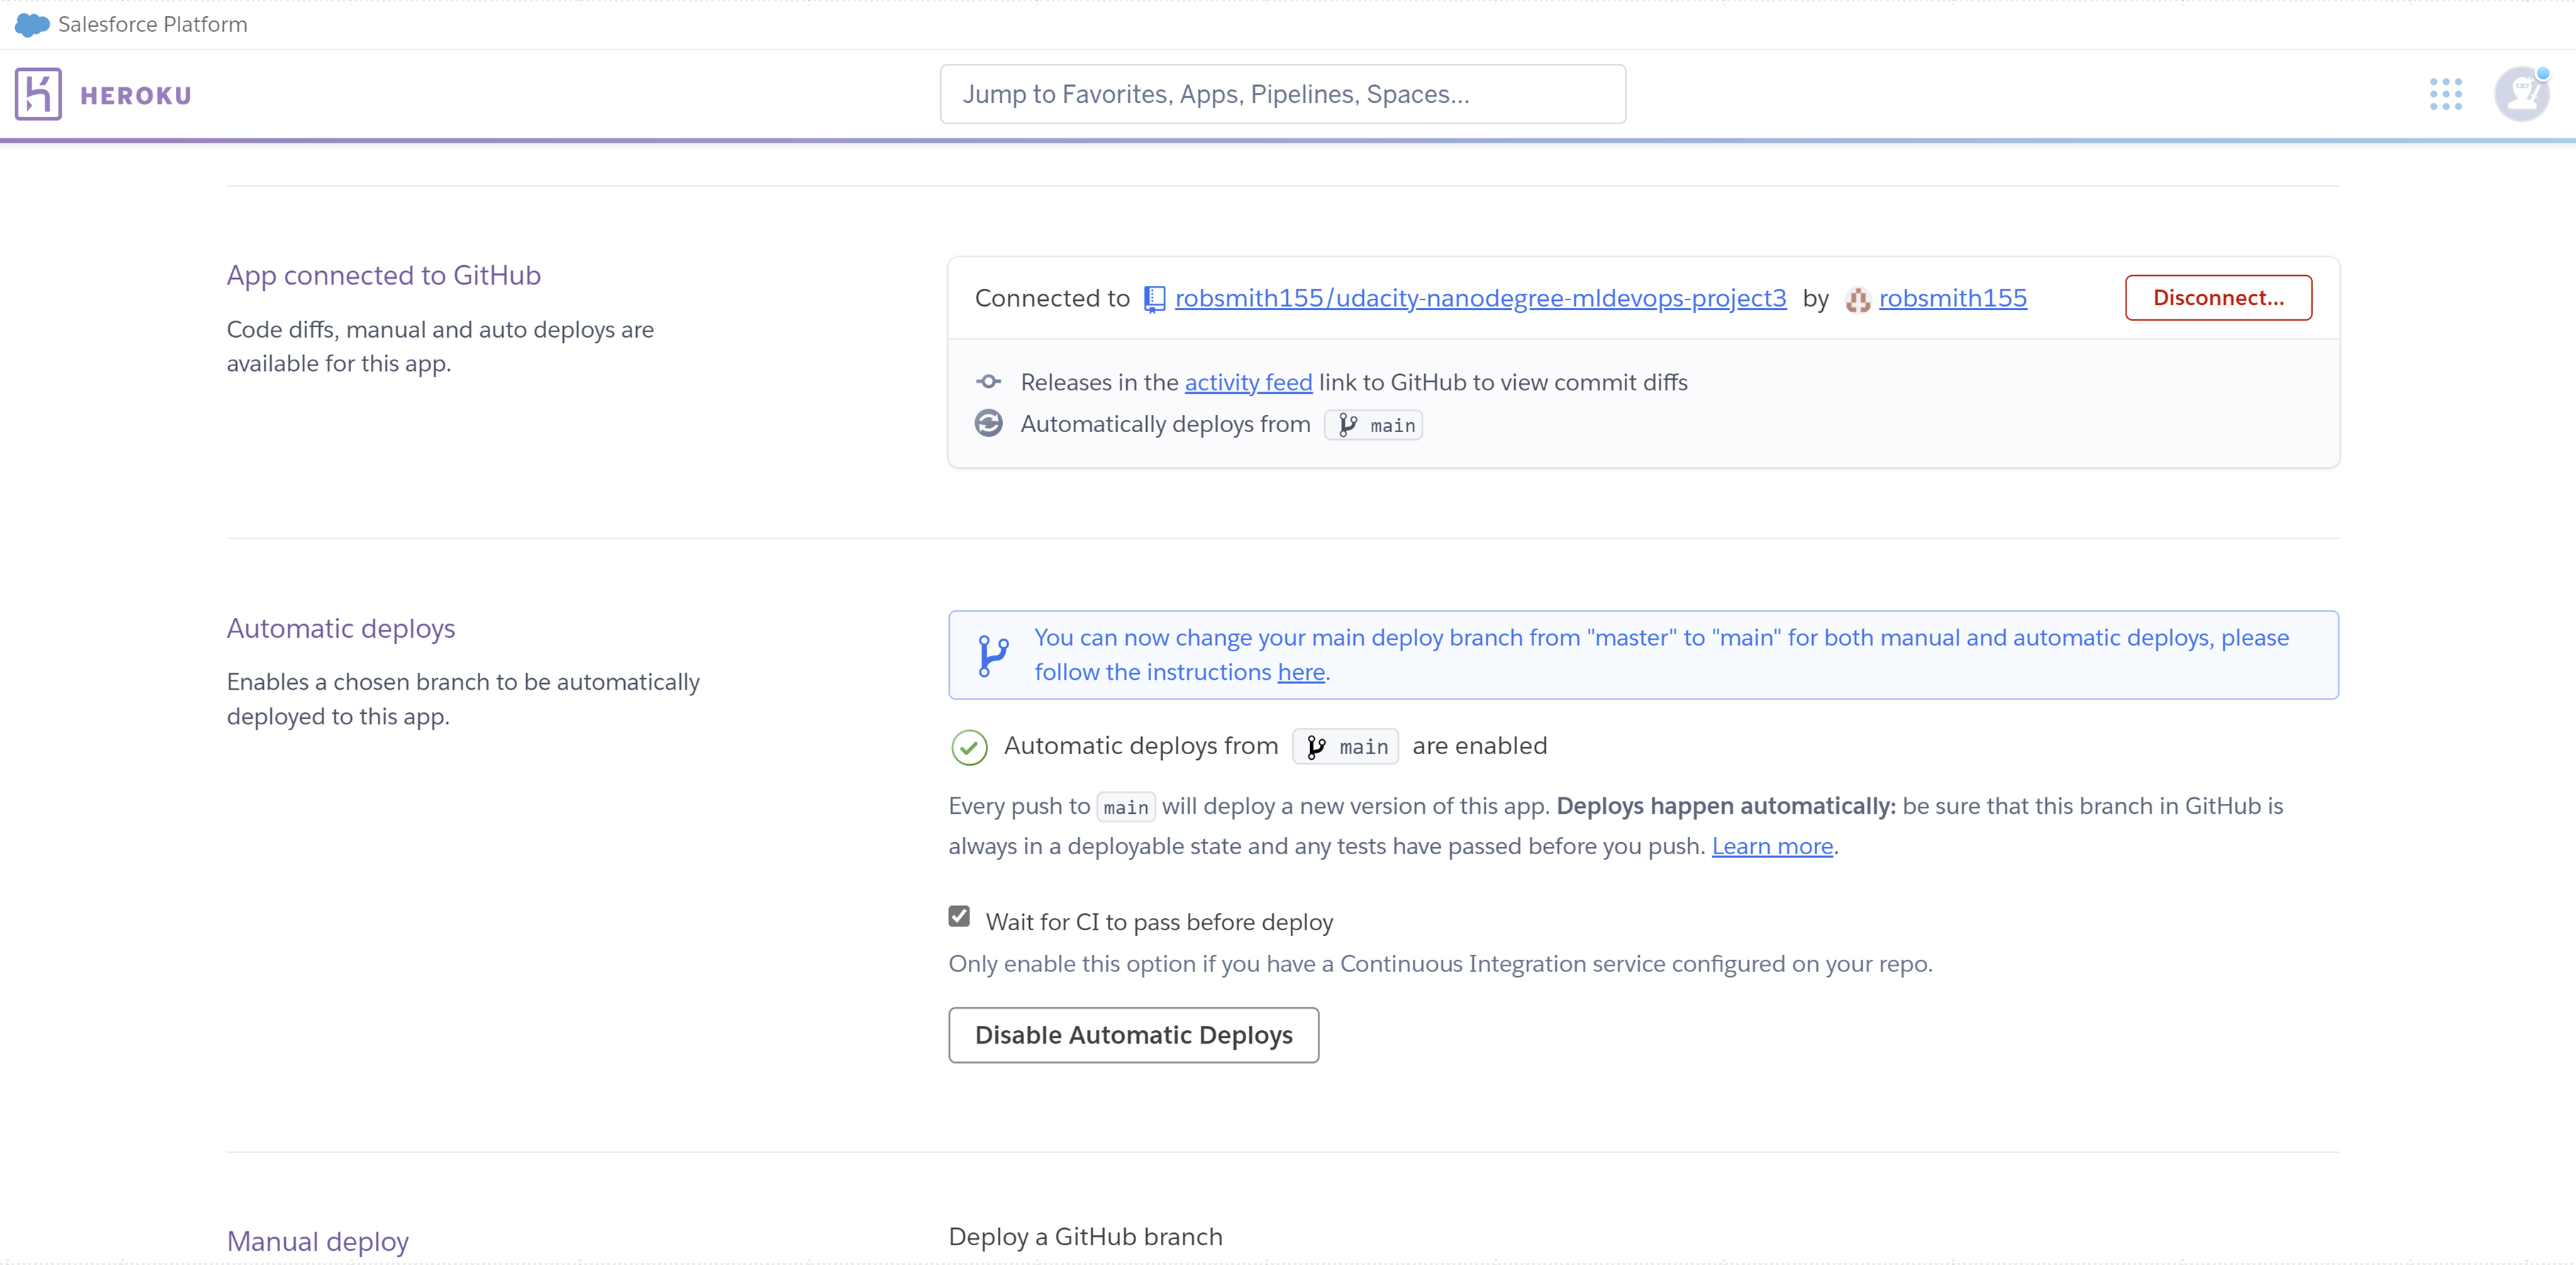 Salesforce Platform
HEROKU
Jump to Favorites, Apps, Pipelines, Spaces...
App connected to GitHub
Code diffs, manual and auto deploys are
available for this app.
Connected to robsmith155/udacity-nanodegree-mldevops-project3 by robsmith155
Disconnect...
Releases in the activity feed link to GitHub to view commit diffs
Automatically deploys from main
Automatic deploys
Enables a chosen branch to be automatically
deployed to this app.
You can now change your main deploy branch from "master" to "main" for both manual and automatic deploys, please
follow the instructions here.
Automatic deploys from main are enabled
Every push to main will deploy a new version of this app. Deploys happen automatically: be sure that this branch in GitHub is
always in a deployable state and any tests have passed before you push. Learn more.
Wait for CI to pass before deploy
Only enable this option if you have a Continuous Integration service configured on your repo.
Disable Automatic Deploys
Manual deploy
Deploy a GitHub branch